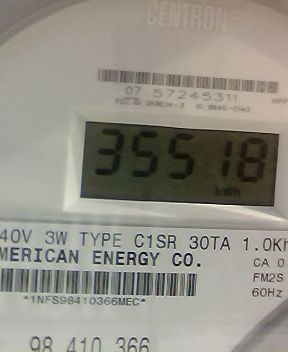 CENTRON®
07 57245311
35518
kWh
40V 3W TYPE C1SR 30TA 1.0Kh
MERICAN ENERGY CO.
CA 0
FM2S
60Hz
*1NFS98410366MEC*
98 410 366